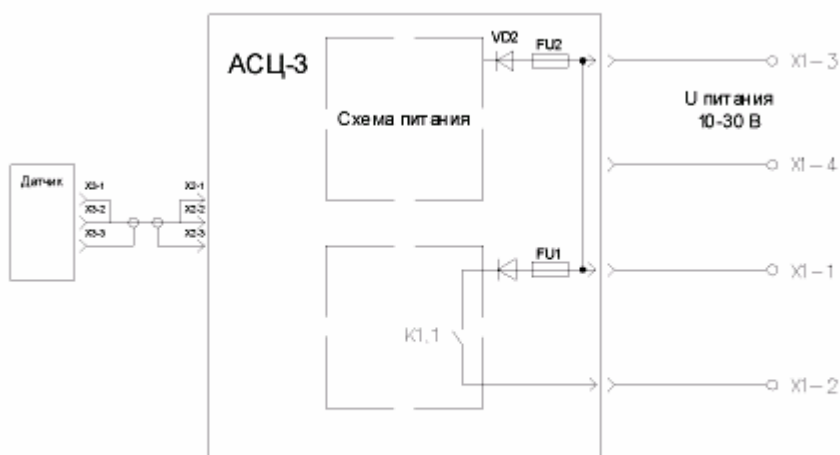 АСЦ-3
VD2
FU2
X1-3
Схема питания
U питания
10-30 В
X1-4
Датчик
X3-1
X3-2
X3-3
X2-1
X2-2
X2-3
FU1
X1-1
K1.1
X1-2